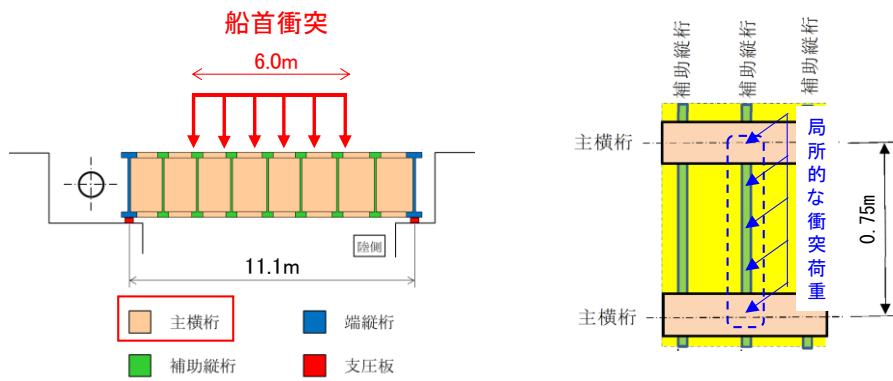 船首衝突
6.0m
陸側
11.1m
主横桁
端縦桁
補助縦桁
支圧板
補助縦桁
補助縦桁
補助縦桁
主横桁
局所的な衝突荷重
0.75m
主横桁